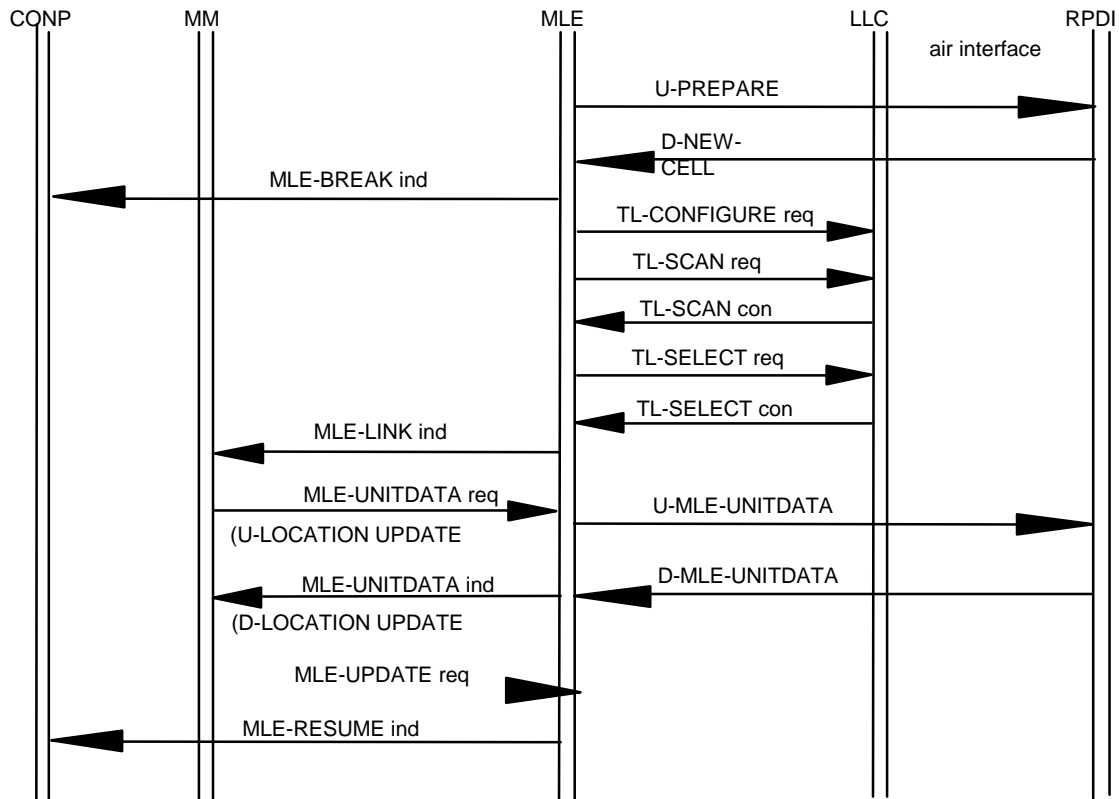 CONP MM MLE LLC RPDI
air interface
U-PREPARE
D-NEW-
CELL
MLE-BREAK ind
TL-CONFIGURE req
TL-SCAN req
TL-SCAN con
TL-SELECT req
TL-SELECT con
MLE-LINK ind
MLE-UNITDATA req
U-MLE-UNITDATA
(U-LOCATION UPDATE
D-MLE-UNITDATA
MLE-UNITDATA ind
(D-LOCATION UPDATE
MLE-UPDATE req
MLE-RESUME ind